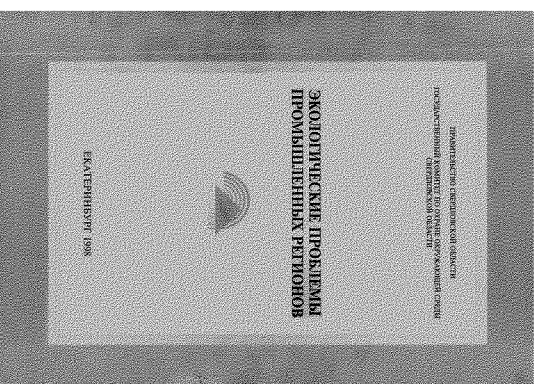 ПРАВИТЕЛЬСТВО СВЕРДЛОВСКОЙ ОБЛАСТИ
ГОСУДАРСТВЕННЫЙ КОМИТЕТ ПО ОХРАНЕ ОКРУЖАЮЩЕЙ СРЕДЫ
СВЕРДЛОВСКОЙ ОБЛАСТИ
ЭКОЛОГИЧЕСКИЕ ПРОБЛЕМЫ
ПРОМЫШЛЕННЫХ РЕГИОНОВ
ЕКАТЕРИНБУРГ 1998